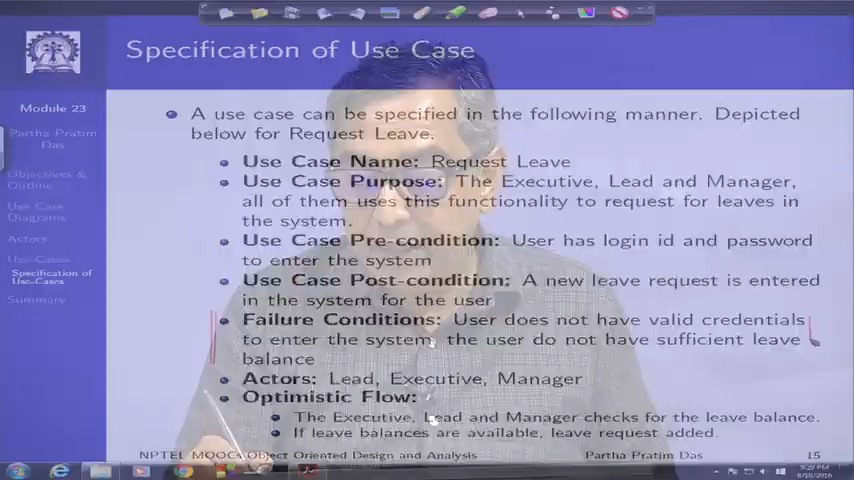 Specification of Use Case
Module 23
Partha Pratim
Das
Objectives &
Outline
Use Case
Diagrams
Actors
Use-Cases
Specification of
Use-Cases
Summary
A use case can be specified in the following manner. Depicted
below for Request Leave.
Use Case Name: Request Leave
Use Case Purpose: The Executive, Lead and Manager,
all of them uses this functionality to request for leaves in
the system.
Use Case Pre-condition: User has login id and password
to enter the system
Use Case Post-condition: A new leave request is entered
in the system for the user
Failure Conditions: User does not have valid credentials
to enter the system, the user do not have sufficient leave
balance
Actors: Lead, Executive, Manager
Optimistic Flow:
The Executive, Lead and Manager checks for the leave balance.
If leave balances are available, leave request added.
NPTEL MOOCs Object Oriented Design and Analysis
Partha Pratim Das
15
9:29 PM
6/10/2016